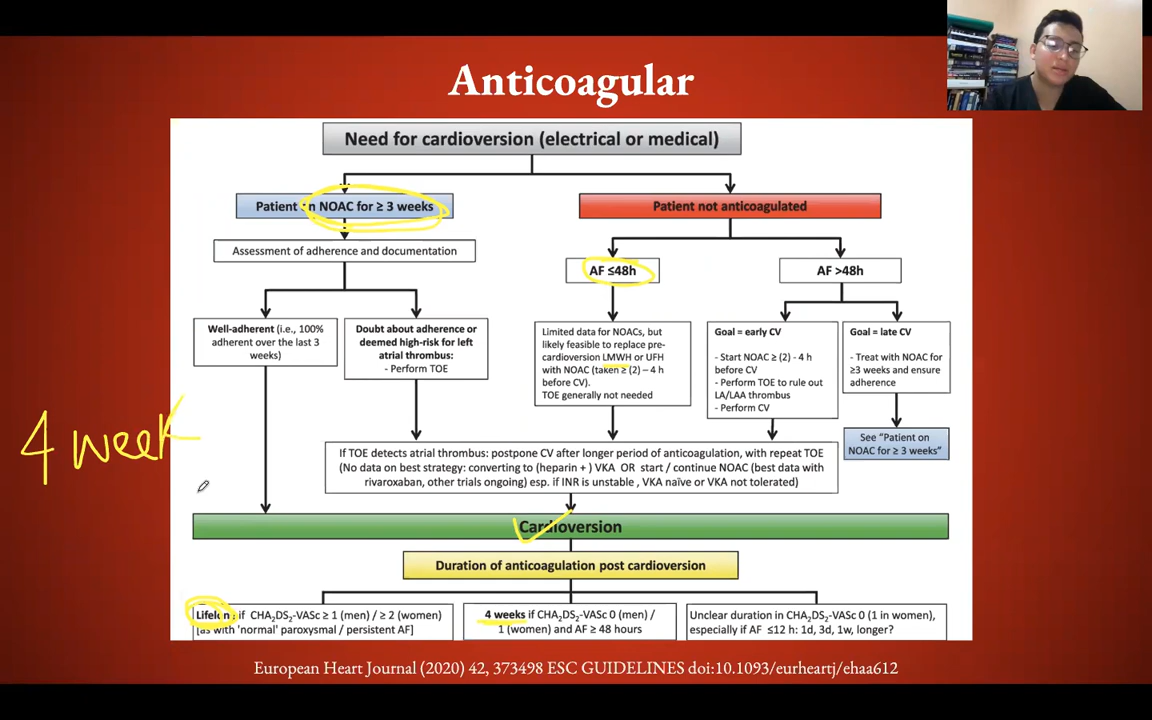 Anticoagular
Need for cardioversion (electrical or medical)
Patient on NOAC for ≥ 3 weeks
Patient not anticoagulated
Assessment of adherence and documentation
AF ≤48h
AF >48h
Well-adherent (i.e., 100%
adherent over the last 3
weeks)
Doubt about adherence or
deemed high-risk for left
atrial thrombus:
- Perform TOE
Limited data for NOACs, but
likely feasible to replace pre-
cardioversion LMWH or UFH
with NOAC (taken ≥ (2) – 4 h
before CV).
TOE generally not needed
Goal = early CV
- Start NOAC ≥ (2) - 4 h
before CV
- Perform TOE to rule out
LA/LAA thrombus
- Perform CV
Goal = late CV
- Treat with NOAC for
≥3 weeks and ensure
adherence
See "Patient on
NOAC for ≥ 3 weeks"
4 week
If TOE detects atrial thrombus: postpone CV after longer period of anticoagulation, with repeat TOE
(No data on best strategy: converting to (heparin + ) VKA OR start / continue NOAC (best data with
rivaroxaban, other trials ongoing) esp. if INR is unstable , VKA naïve or VKA not tolerated)
Cardioversion
Duration of anticoagulation post cardioversion
Lifelong if CHA₂DS₂-VASc ≥ 1 (men) / ≥ 2 (women)
[as with 'normal' paroxysmal / persistent AF]
4 weeks if CHA₂DS₂-VASc 0 (men) /
1 (women) and AF ≥ 48 hours
Unclear duration in CHA₂DS₂-VASc 0 (1 in women),
especially if AF ≤12 h: 1d, 3d, 1w, longer?
European Heart Journal (2020) 42, 373498 ESC GUIDELINES doi:10.1093/eurheartj/ehaa612